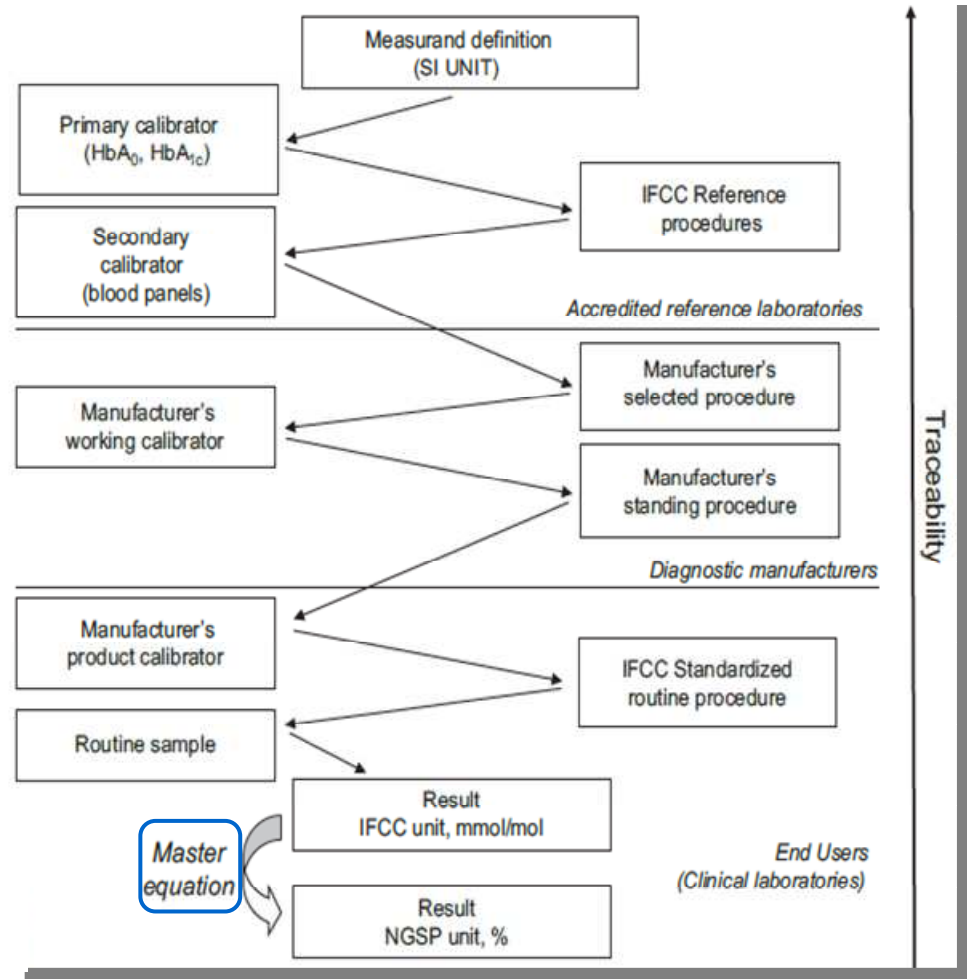 Measurand definition
(SI UNIT)
Primary calibrator
(HbA₀, HbA₁c)
IFCC Reference
procedures
Secondary
calibrator
(blood panels)
Accredited reference laboratories
Manufacturer's
selected procedure
Manufacturer's
working calibrator
Manufacturer's
standing procedure
Diagnostic manufacturers
Manufacturer's
product calibrator
IFCC Standardized
routine procedure
Routine sample
Result
IFCC unit, mmol/mol
Master
equation
End Users
(Clinical laboratories)
Result
NGSP unit, %
Traceability